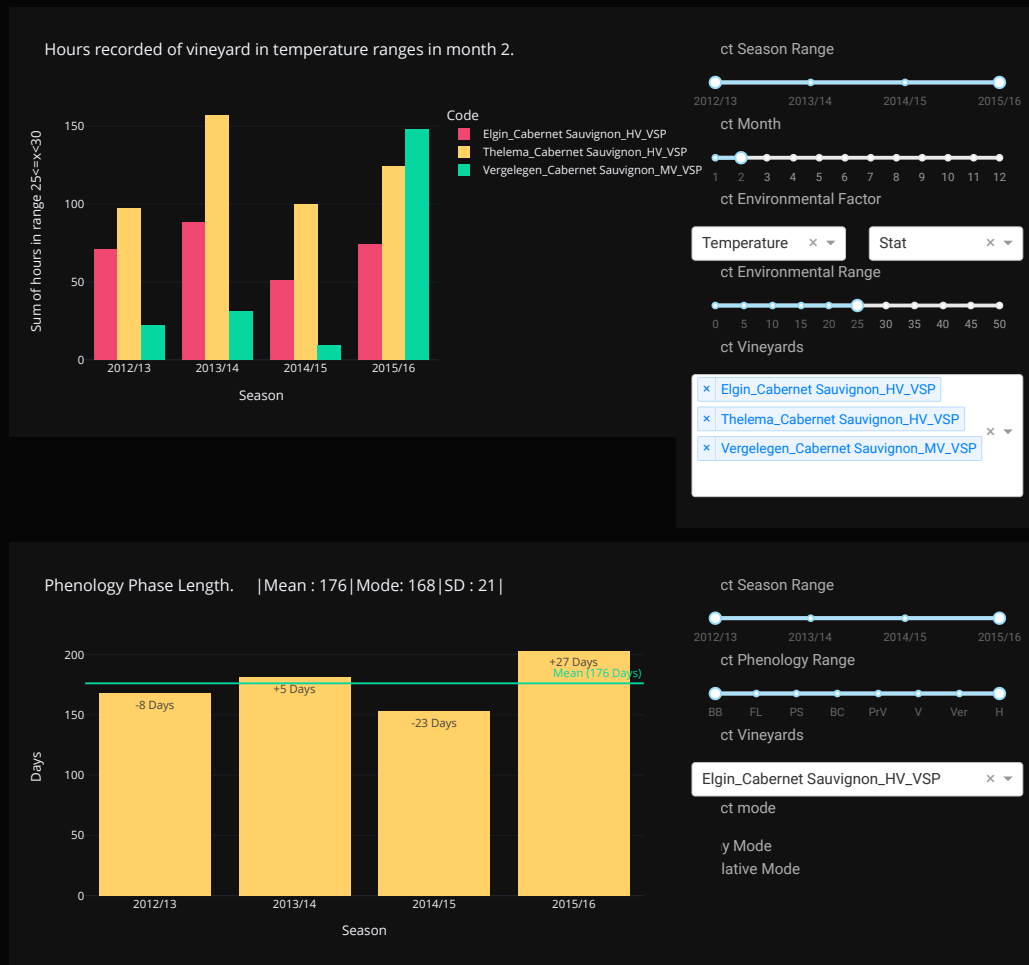 Hours recorded of vineyard in temperature ranges in month 2.
Sum of hours in range 25<=x<30
150
100
50
0
2012/13
2013/14
2014/15
2015/16
Season
Code
Elgin_Cabernet Sauvignon_HV_VSP
Thelema_Cabernet Sauvignon_HV_VSP
Vergelegen_Cabernet Sauvignon_MV_VSP
ct Season Range
2012/13 2013/14 2014/15 2015/16
ct Month
1 2 3 4 5 6 7 8 9 10 11 12
ct Environmental Factor
Temperature × Stat ×
ct Environmental Range
0 5 10 15 20 25 30 35 40 45 50
ct Vineyards
× Elgin_Cabernet Sauvignon_HV_VSP
× Thelema_Cabernet Sauvignon_HV_VSP
×
× Vergelegen_Cabernet Sauvignon_MV_VSP
Phenology Phase Length. |Mean : 176|Mode: 168|SD : 21|
Days
200
150
100
50
0
-8 Days
+5 Days
-23 Days
+27 Days
Mean (176 Days)
2012/13
2013/14
2014/15
2015/16
Season
ct Season Range
2012/13 2013/14 2014/15 2015/16
ct Phenology Range
BB FL PS BC PrV V Ver H
ct Vineyards
Elgin_Cabernet Sauvignon_HV_VSP ×
ct mode
y Mode
lative Mode